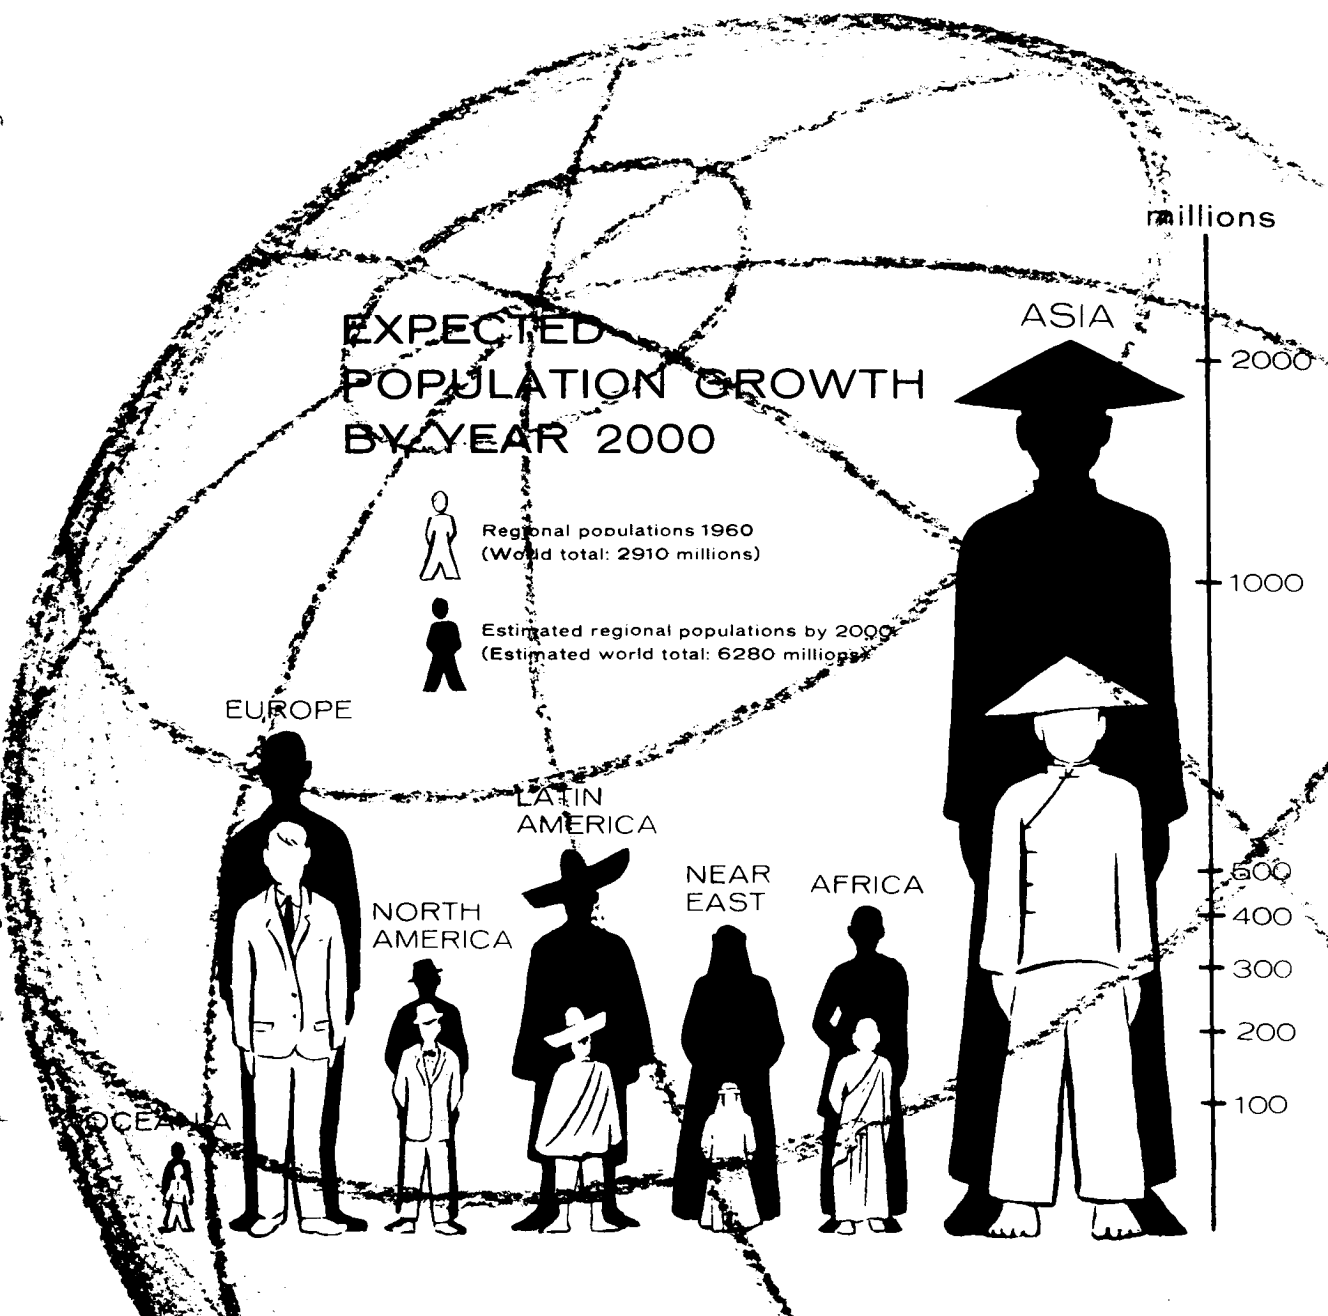 millions
ASIA
EXPECTED
POPULATION GROWTH
BY YEAR 2000
2000
1000
500
400
300
200
100
Regional populations 1960
(World total: 2910 millions)
Estimated regional populations by 2000
(Estimated world total: 6280 millions)
EUROPE
LATIN
AMERICA
NEAR
EAST
AFRICA
NORTH
AMERICA
OCEANIA